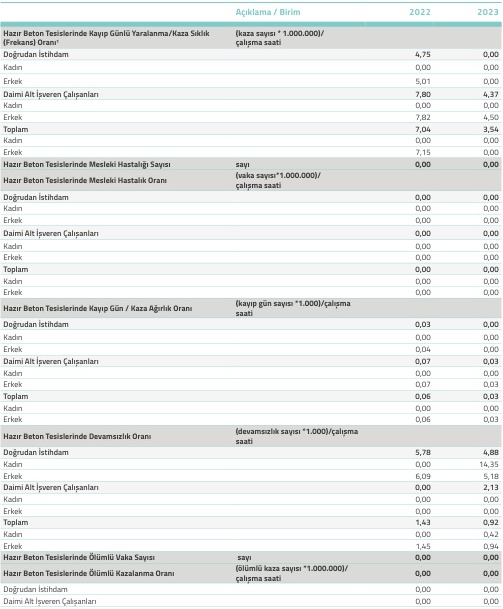 Açıklama / Birim 2022 2023
Hazır Beton Tesislerinde Kayıp Günlü Yaralanma/Kaza Sıklık (kaza sayısı * 1.000.000)/
(Frekans) Oranı¹ çalışma saati
Doğrudan İstihdam 4,75 0,00
Kadın 0,00 0,00
Erkek 5,01 0,00
Daimi Alt İşveren Çalışanları 7,80 4,37
Kadın 0,00 0,00
Erkek 7,82 4,50
Toplam 7,04 3,54
Kadın 0,00 0,00
Erkek 7,15 0,00
Hazır Beton Tesislerinde Mesleki Hastalığı Sayısı sayı 0,00 0,00
Hazır Beton Tesislerinde Mesleki Hastalık Oranı (vaka sayısı*1.000.000)/
çalışma saati
Doğrudan İstihdam 0,00 0,00
Kadın 0,00 0,00
Erkek 0,00 0,00
Daimi Alt İşveren Çalışanları 0,00 0,00
Kadın 0,00 0,00
Erkek 0,00 0,00
Toplam 0,00 0,00
Kadın 0,00 0,00
Erkek 0,00 0,00
Hazır Beton Tesislerinde Kayıp Gün / Kaza Ağırlık Oranı (kayıp gün sayısı *1.000)/çalışma
saati
Doğrudan İstihdam 0,03 0,00
Kadın 0,00 0,00
Erkek 0,04 0,00
Daimi Alt İşveren Çalışanları 0,07 0,03
Kadın 0,00 0,00
Erkek 0,07 0,03
Toplam 0,06 0,03
Kadın 0,00 0,00
Erkek 0,06 0,03
Hazır Beton Tesislerinde Devamsızlık Oranı (devamsızlık sayısı *1.000)/çalışma
saati
Doğrudan İstihdam 5,78 4,88
Kadın 0,00 14,35
Erkek 6,09 5,18
Daimi Alt İşveren Çalışanları 0,00 2,13
Kadın 0,00 0,00
Erkek 0,00 0,00
Toplam 1,43 0,92
Kadın 0,00 0,42
Erkek 1,45 0,94
Hazır Beton Tesislerinde Ölümlü Vaka Sayısı sayı 0,00 0,00
Hazır Beton Tesislerinde Ölümlü Kazalanma Oranı (ölümlü kaza sayısı *1.000.000)/ 0,00 0,00
çalışma saati
Doğrudan İstihdam 0,00 0,00
Daimi Alt İşveren Çalışanları 0,00 0,00